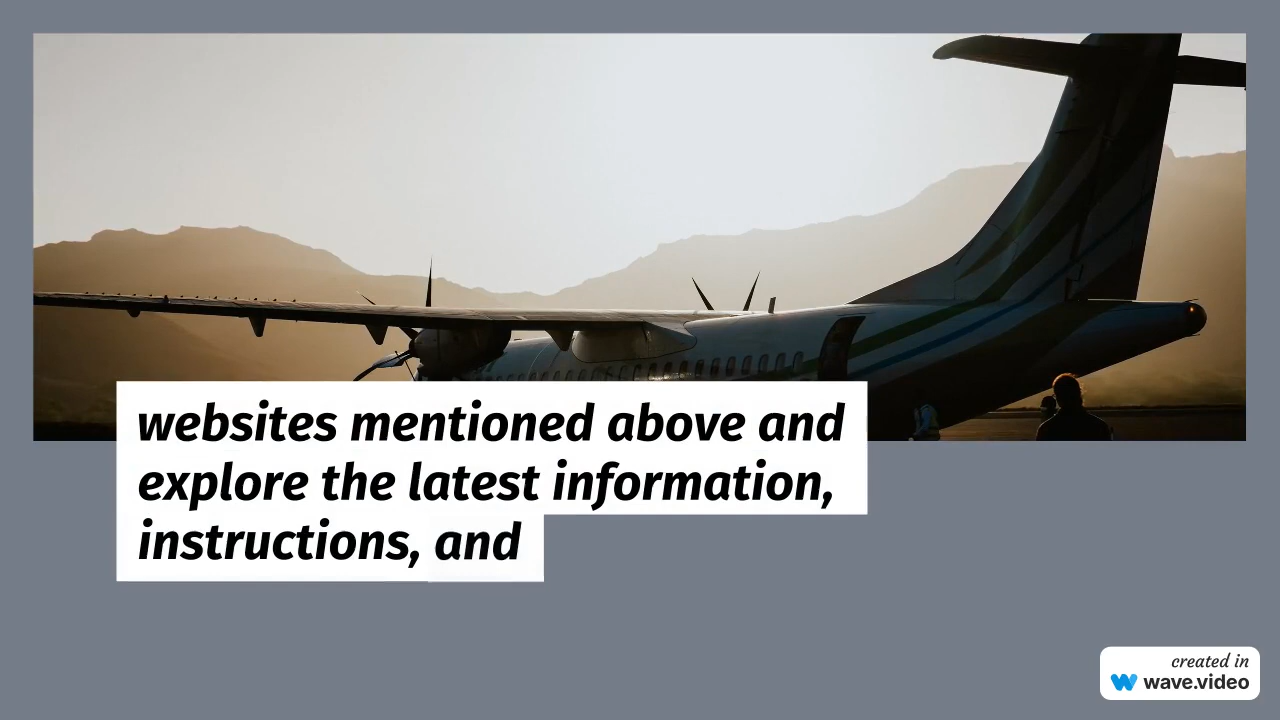 websites mentioned above and
explore the latest information,
instructions, and
created in
wave.video